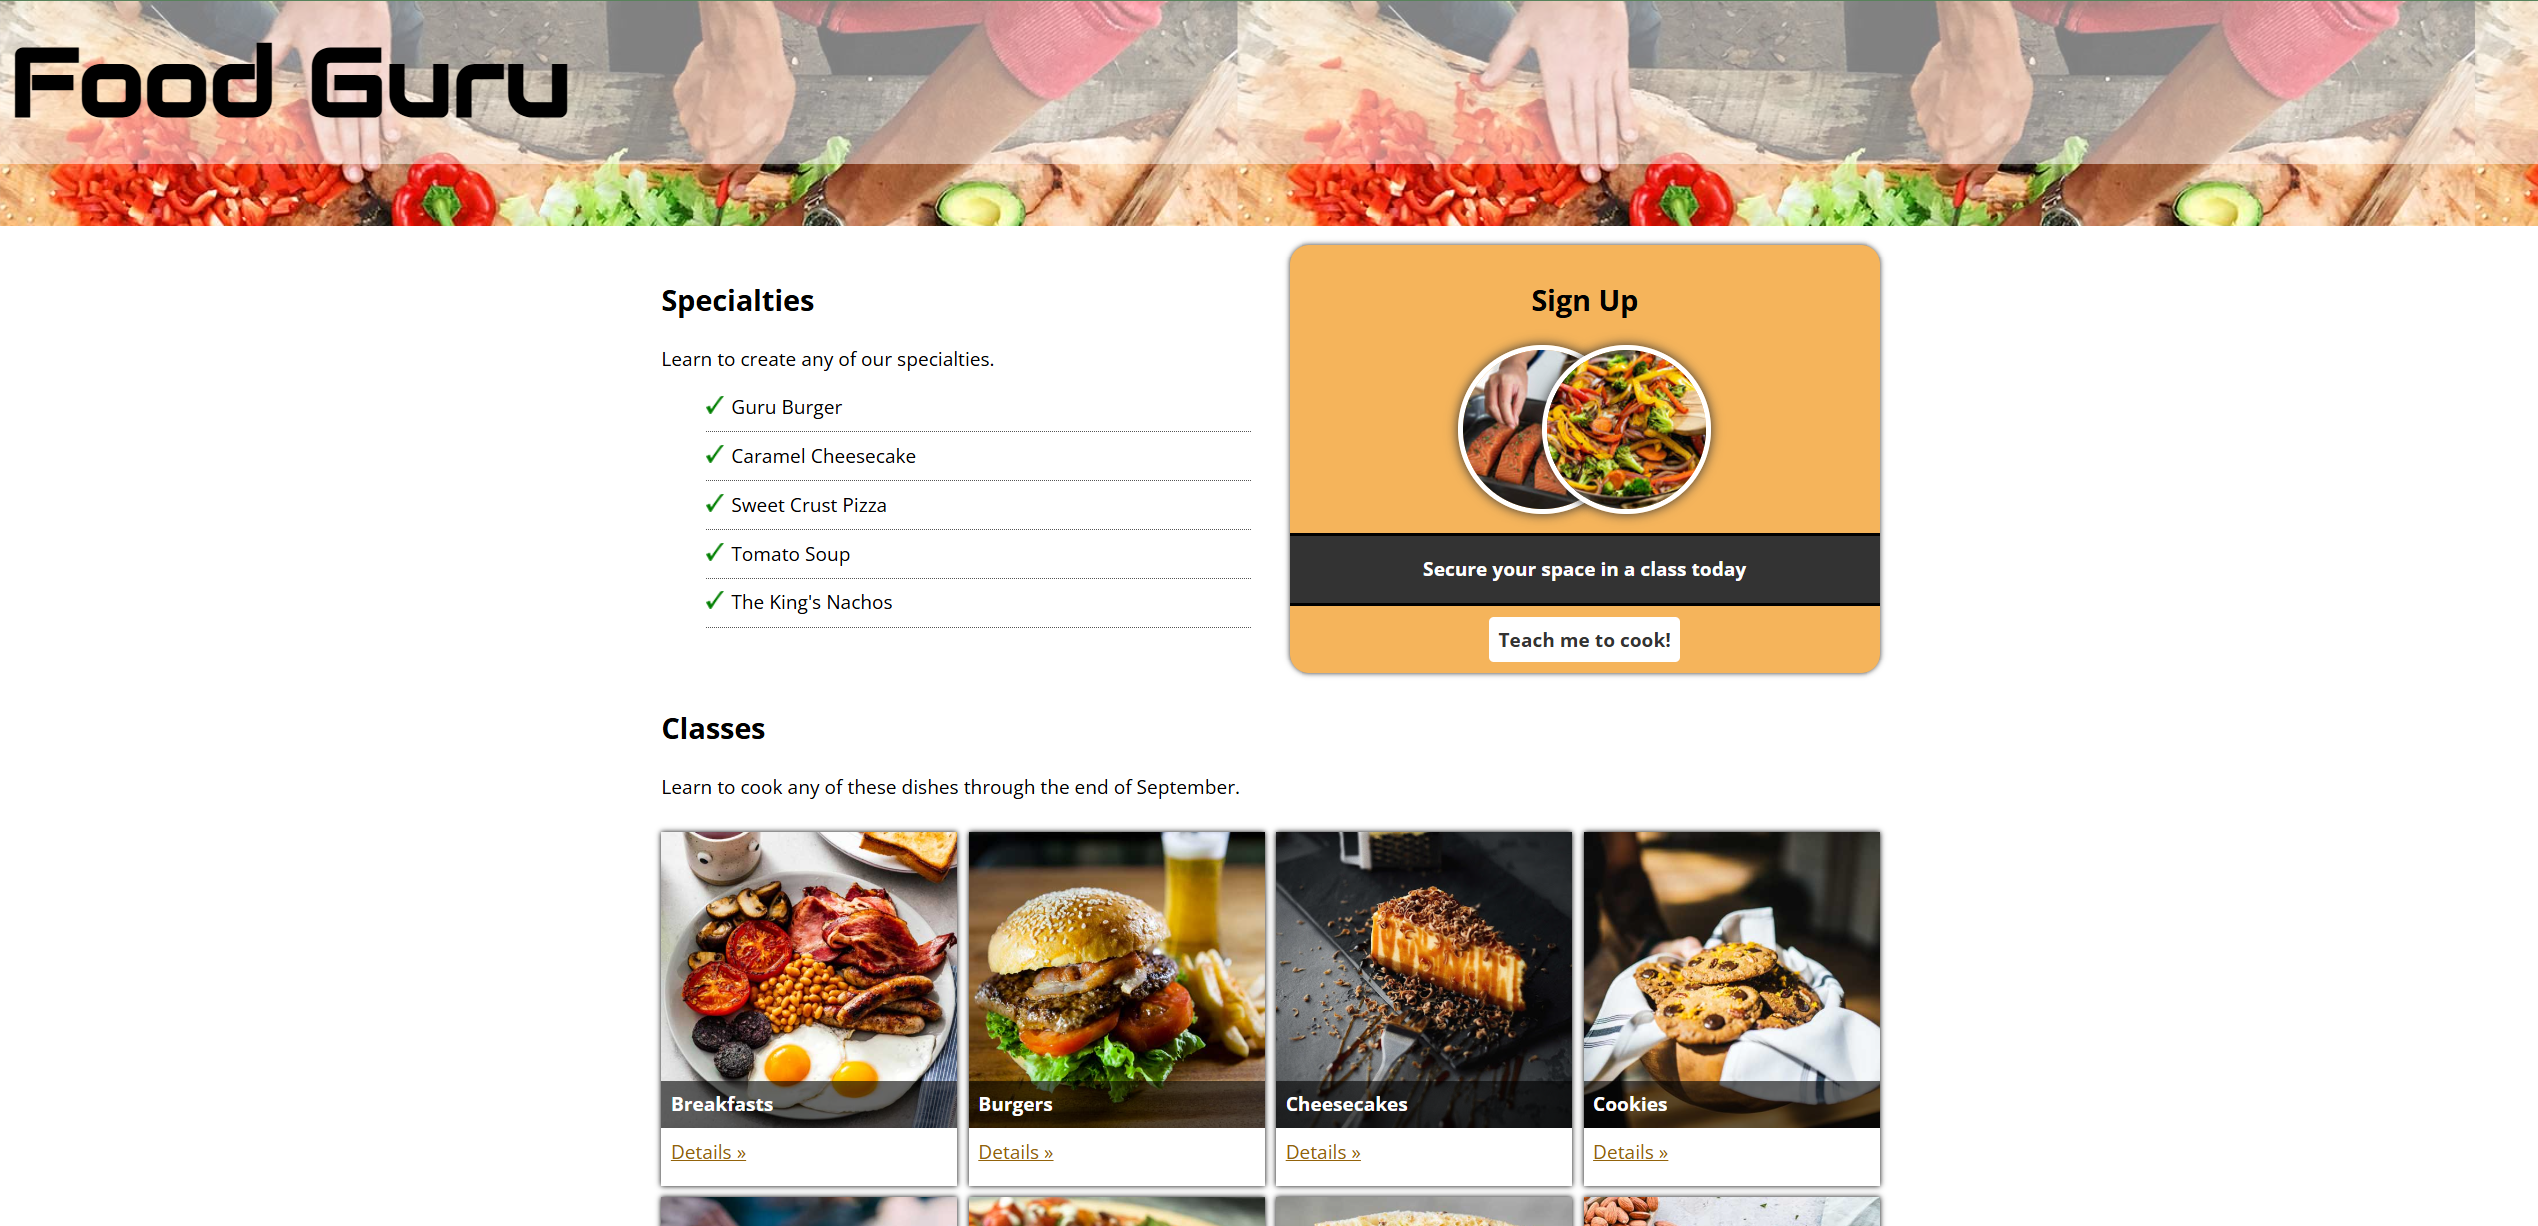 Food Guru
Specialties
Learn to create any of our specialties.
Guru Burger
Caramel Cheesecake
Sweet Crust Pizza
Tomato Soup
The King's Nachos
Sign Up
Secure your space in a class today
Teach me to cook!
Classes
Learn to cook any of these dishes through the end of September.
Breakfasts
Details »
Burgers
Details »
Cheesecakes
Details »
Cookies
Details »